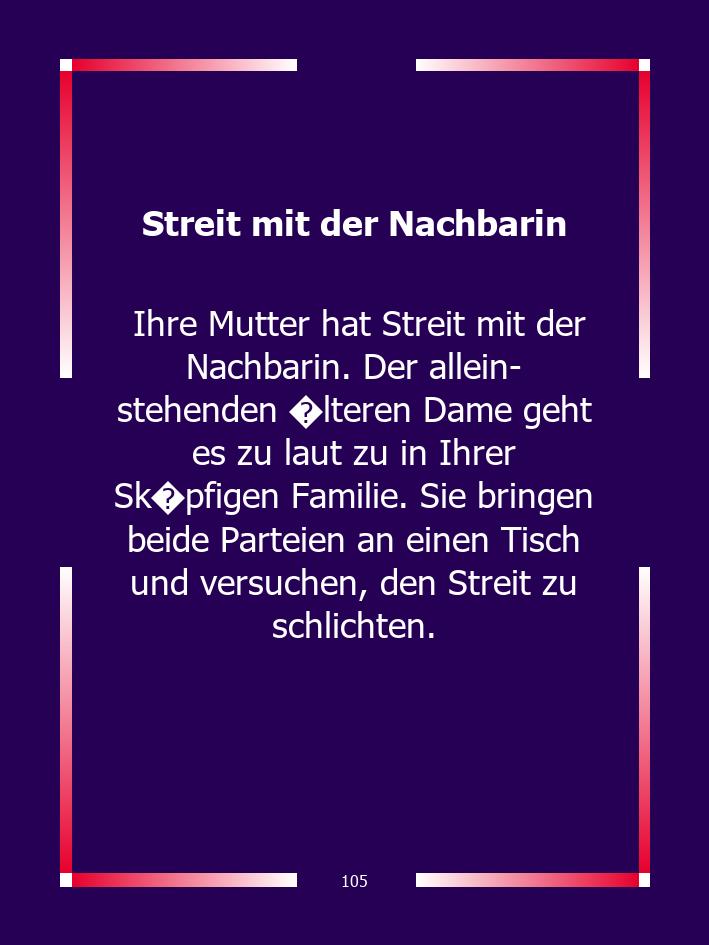 Streit mit der Nachbarin
Ihre Mutter hat Streit mit der
Nachbarin. Der allein-
stehenden �lteren Dame geht
es zu laut zu in Ihrer
Sk�pfigen Familie. Sie bringen
beide Parteien an einen Tisch
und versuchen, den Streit zu
schlichten.
105